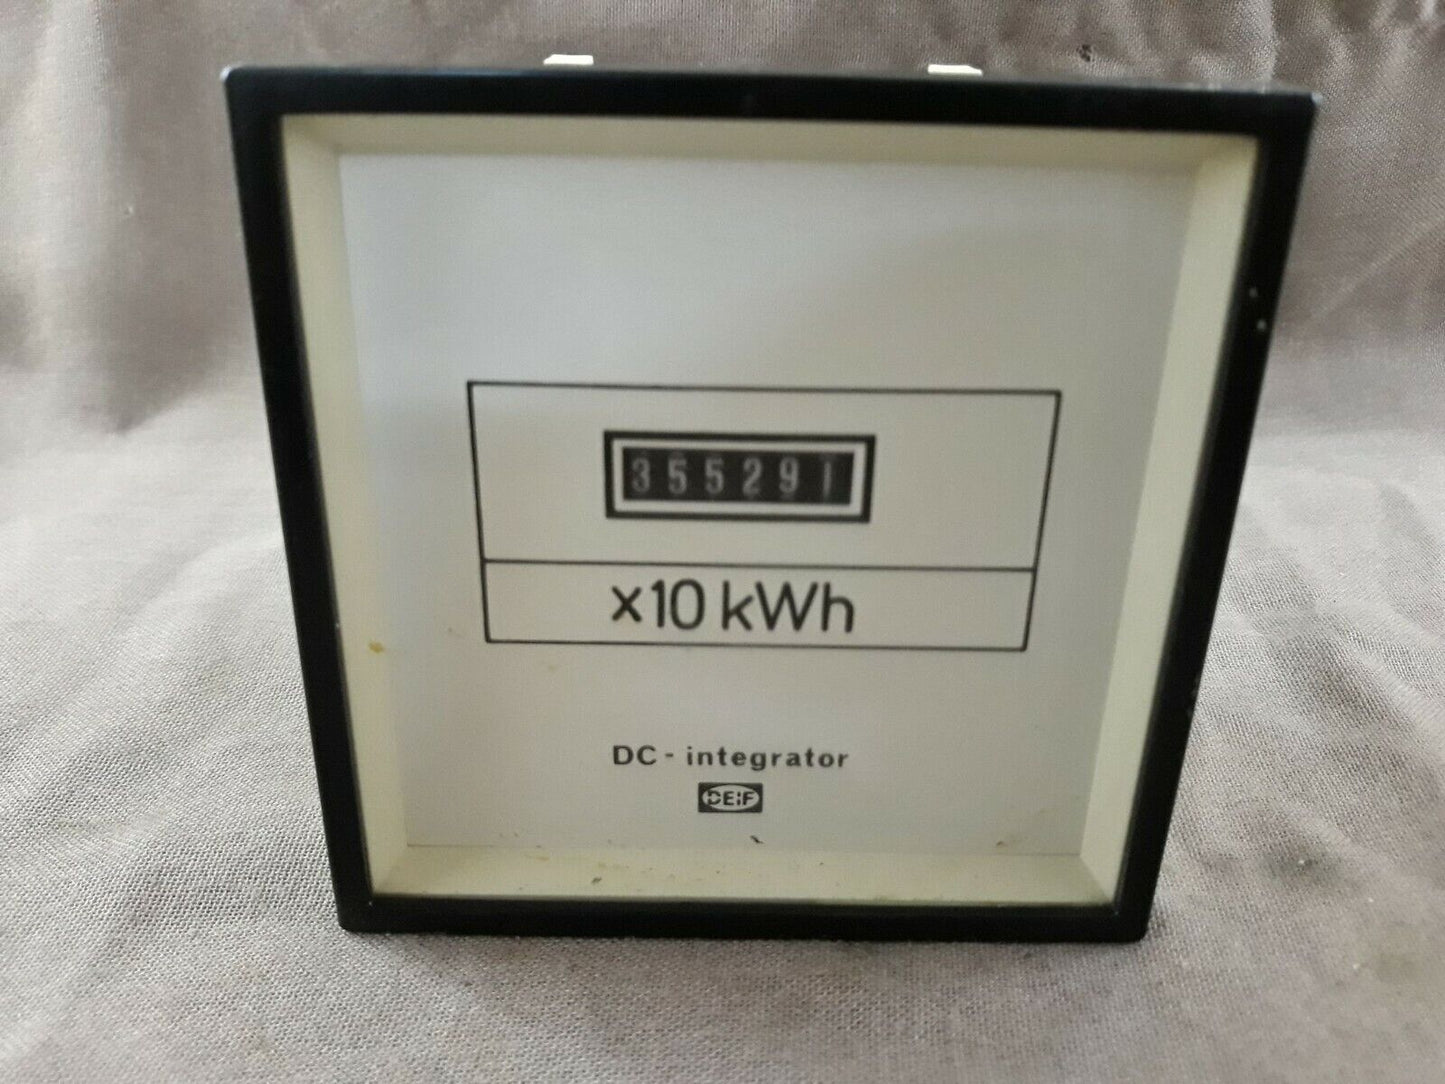 355291
x10 kWh
DC - integrator
DEIF